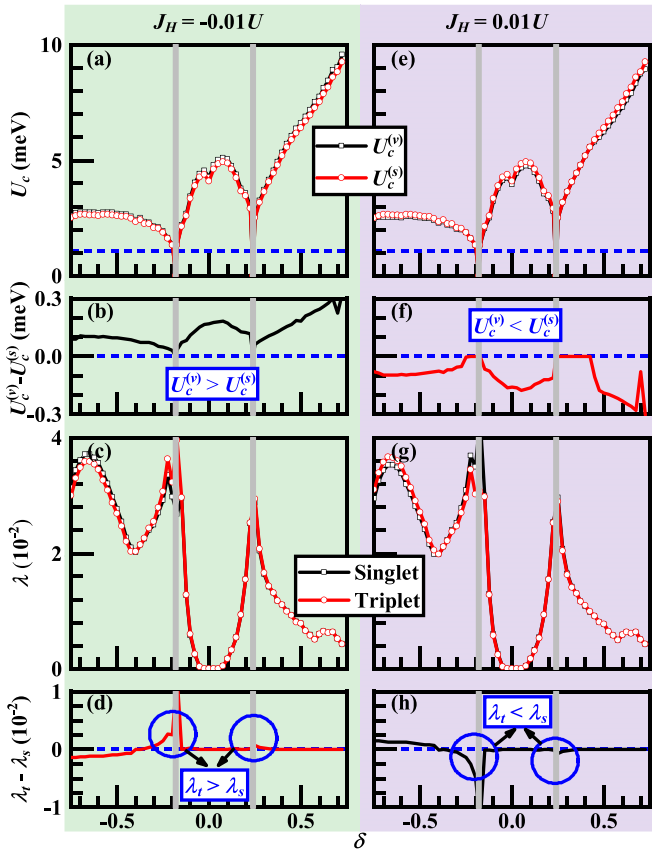 J_H = -0.01U
J_H = 0.01U
(a)
(e)
10
5
0
U_c (meV)
U_c^(v)
U_c^(s)
(b)
(f)
0.3
0.0
-0.3
U_c^(v)-U_c^(s) (meV)
U_c^(v) > U_c^(s)
U_c^(v) < U_c^(s)
(c)
(g)
4
2
0
λ (10^-2)
Singlet
Triplet
(d)
(h)
1
0
-1
λ_t - λ_s (10^-2)
λ_t > λ_s
λ_t < λ_s
-0.5 0.0 0.5 -0.5 0.0 0.5
δ